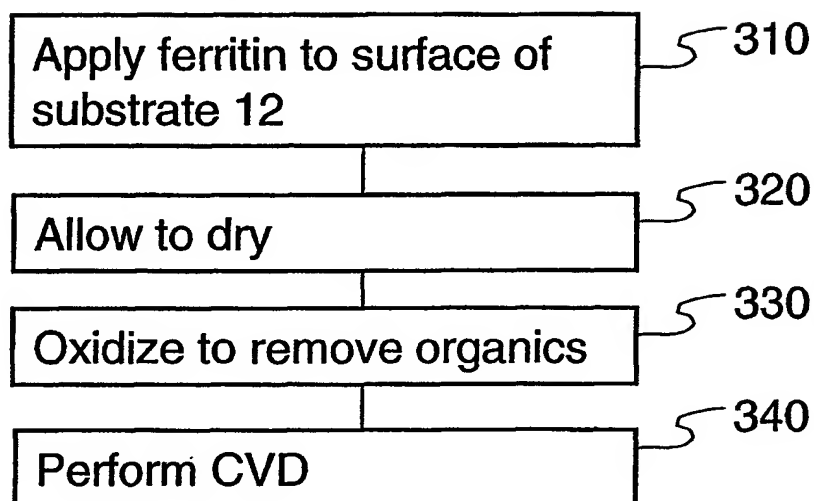 Apply ferritin to surface of
substrate 12
310
Allow to dry
320
Oxidize to remove organics
330
Perform CVD
340